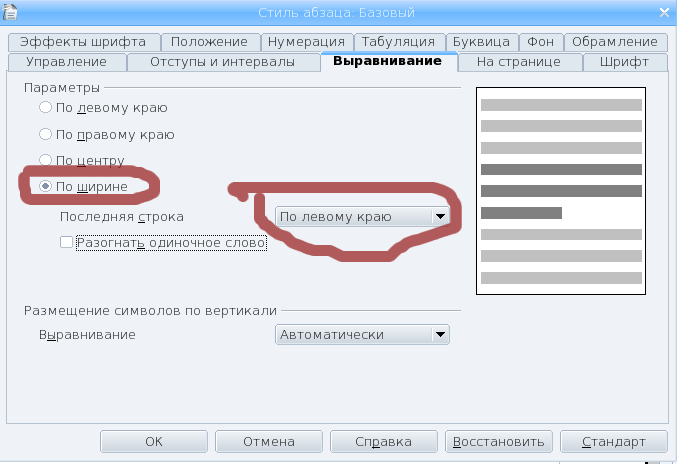 Стиль абзаца: Базовый
Эффекты шрифта Положение Нумерация Табуляция Буквица Фон Обрамление
Управление Отступы и интервалы Выравнивание На странице Шрифт
Параметры
По левому краю
По правому краю
По центру
По ширине
Последняя строка По левому краю
Разогнать одиночное слово
Размещение символов по вертикали
Выравнивание Автоматически
ОК Отмена Справка Восстановить Стандарт